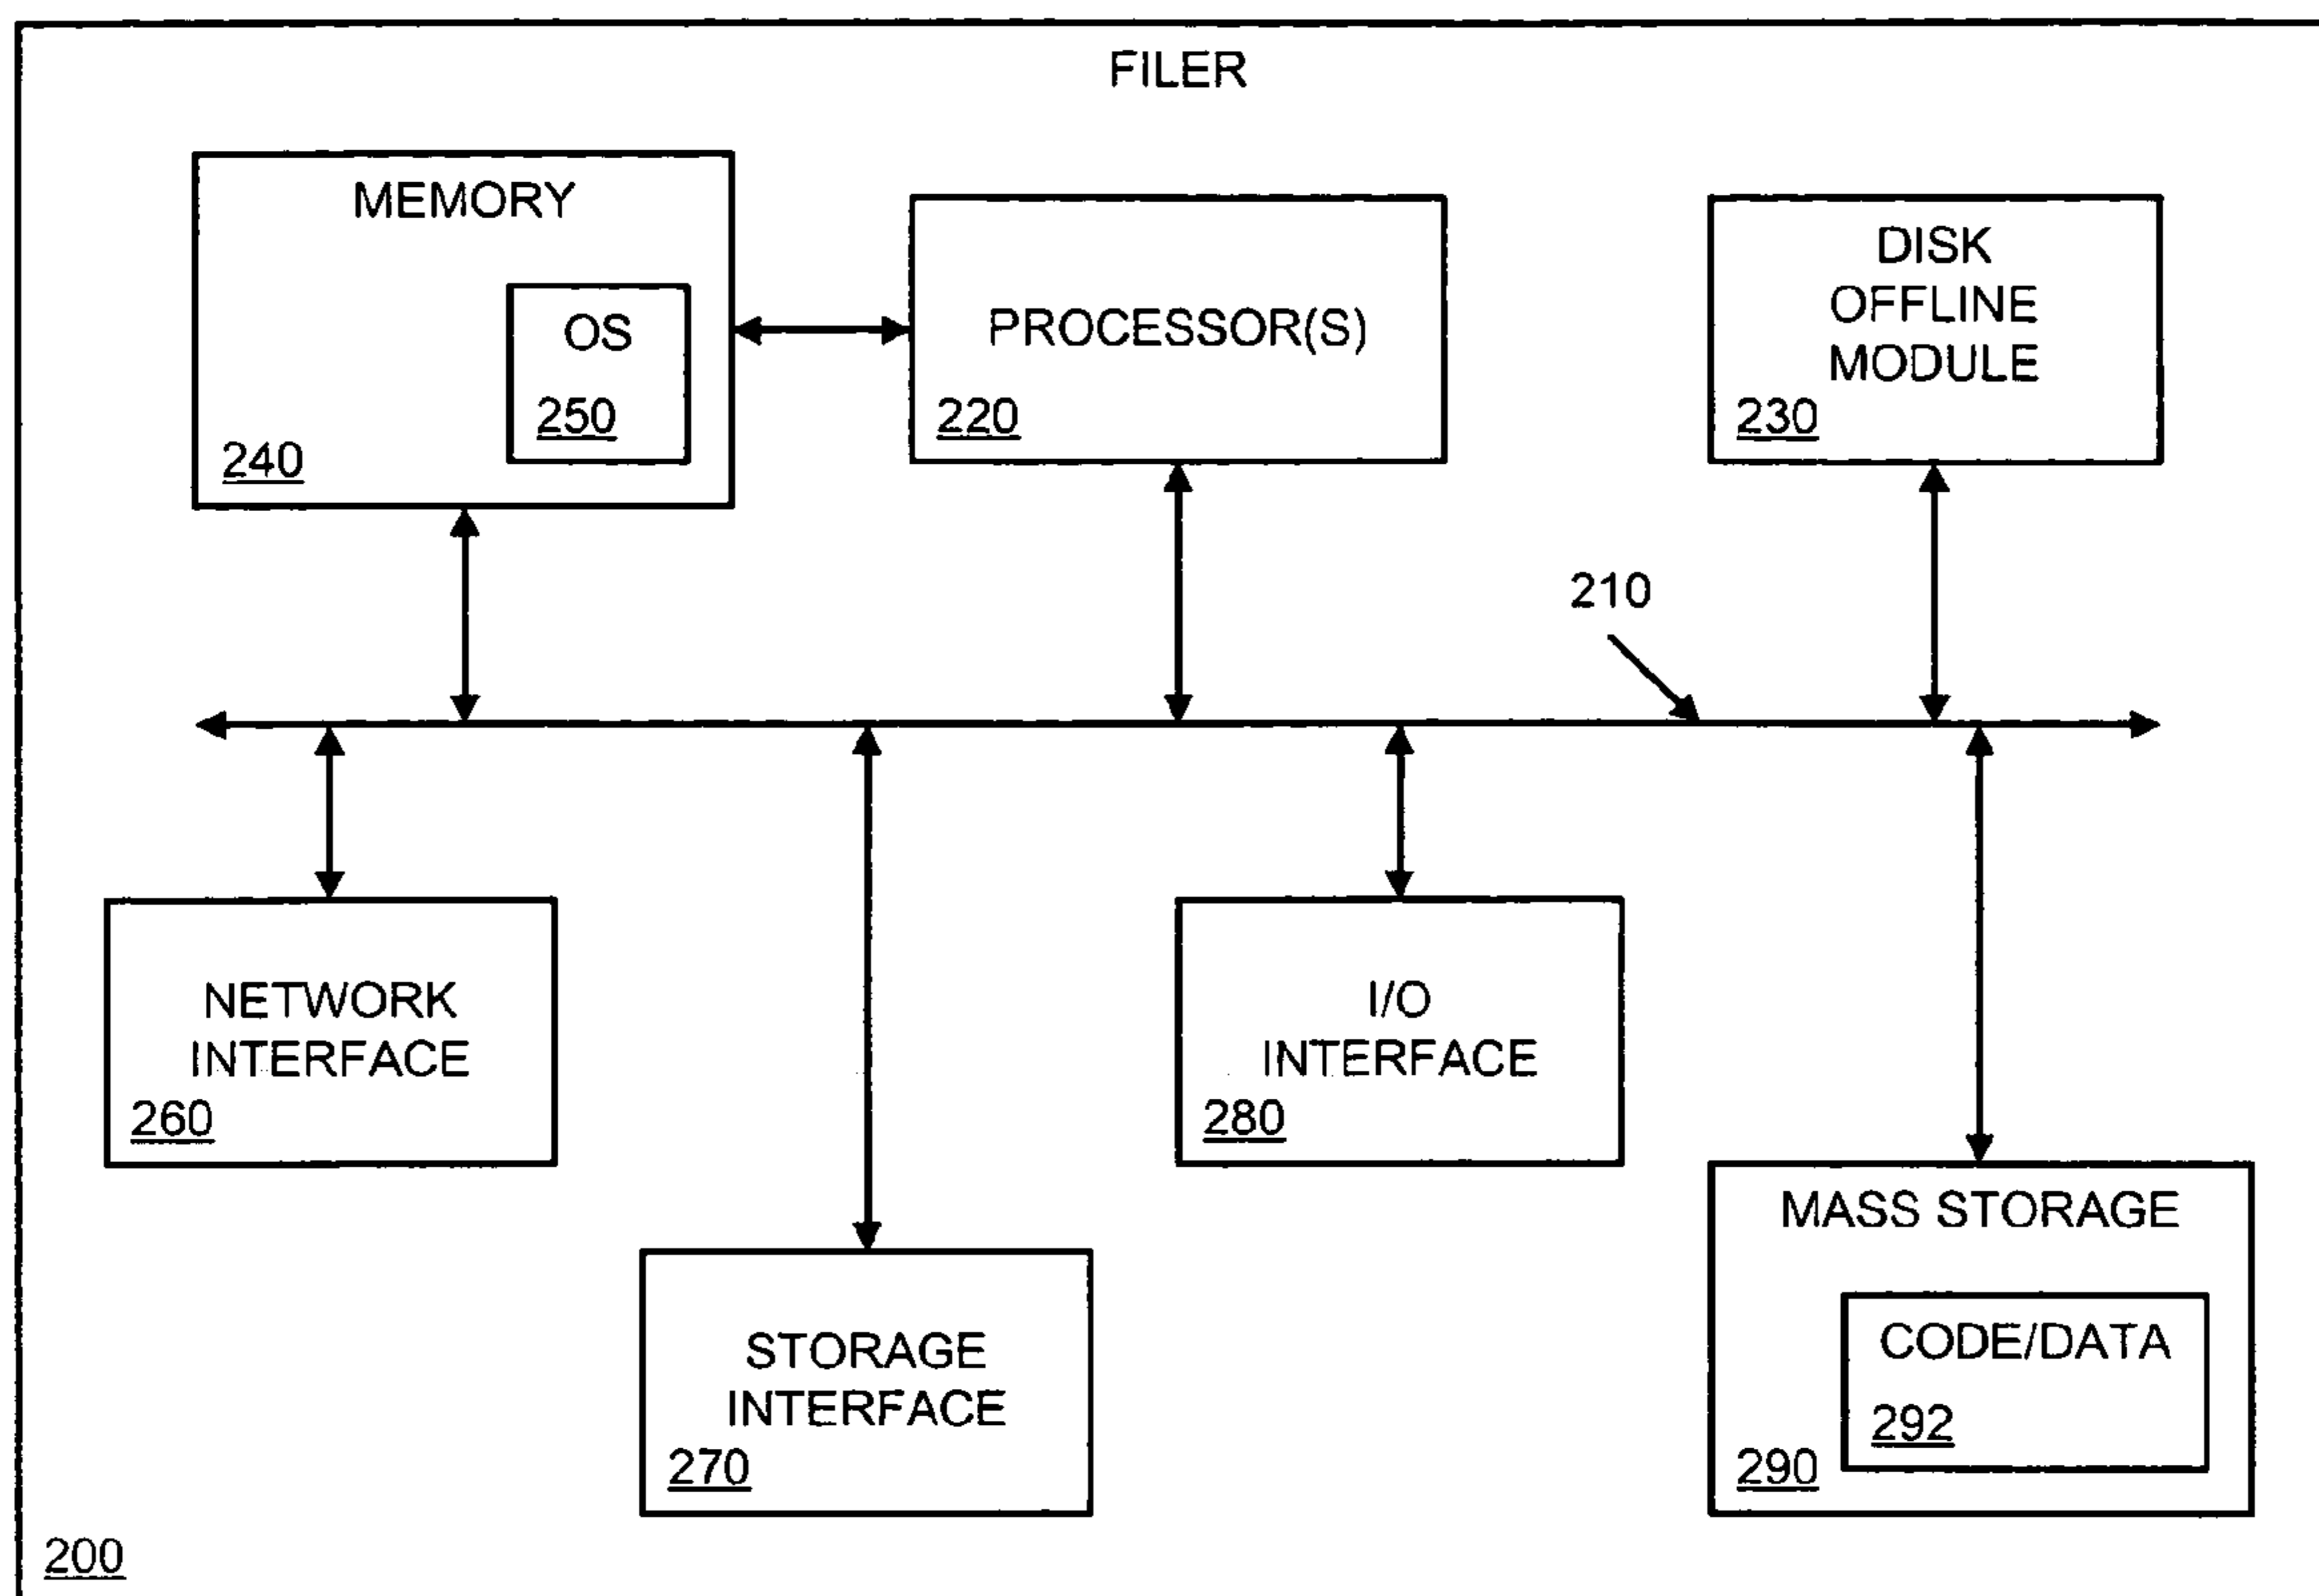 FILER
MEMORY
OS
250
240
PROCESSOR(S)
220
DISK
OFFLINE
MODULE
230
210
NETWORK
INTERFACE
260
STORAGE
INTERFACE
270
I/O
INTERFACE
280
MASS STORAGE
CODE/DATA
292
290
200